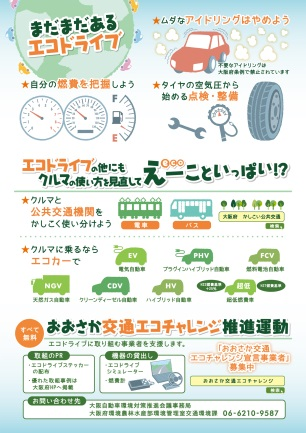 まだまだある
エコドライブ
★ムダなアイドリングはやめよう
不要なアイドリングは
大阪府条例で禁止されています
★自分の燃費を把握しよう
★タイヤの空気圧から
始める点検・整備
F
E
エコドライブの他にも
クルマの使い方を見直して えーこといっぱい!?
★クルマと
公共交通機関を
かしこく使い分けよう
電車
バス
大阪府 かしこい公共交通
検索
★クルマに乗るなら
エコカーで
EV
電気自動車
PHV
プラグインハイブリッド自動車
FCV
燃料電池自動車
NGV
天然ガス自動車
CDV
クリーンディーゼル自動車
HV
ハイブリッド自動車
超低燃費車
すべて
無料
おおさか交通エコチャレンジ推進運動
エコドライブに取り組む事業者を支援します。
取組のPR
・エコドライブステッカー
の配布
・優れた取組事例は
大阪府HPへ掲載
機器の貸出し
・エコドライブ
シミュレーター
・燃費計
「おおさか交通
エコチャレンジ宣言事業者」
募集中
おおさか交通エコチャレンジ
検索
お問い合わせ先
大阪自動車環境対策推進会議事務局
大阪府環境農林水産部環境管理室交通環境課 06-6210-9587